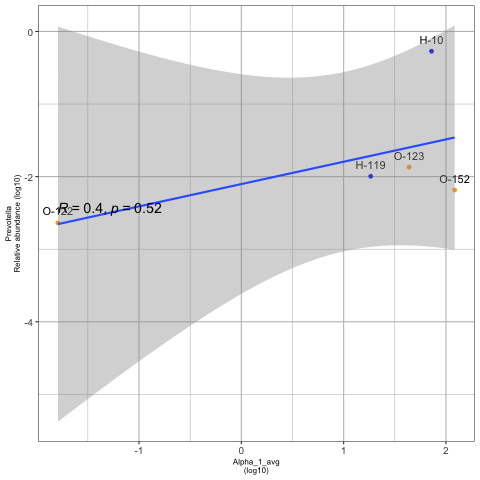 0
-2
-4
Prevotella
Relative abundance (log10)
H-10
O-123
H-119
O-152
O-122
R = 0.4, p = 0.52
-1
0
1
2
Alpha_1_avg
(log10)